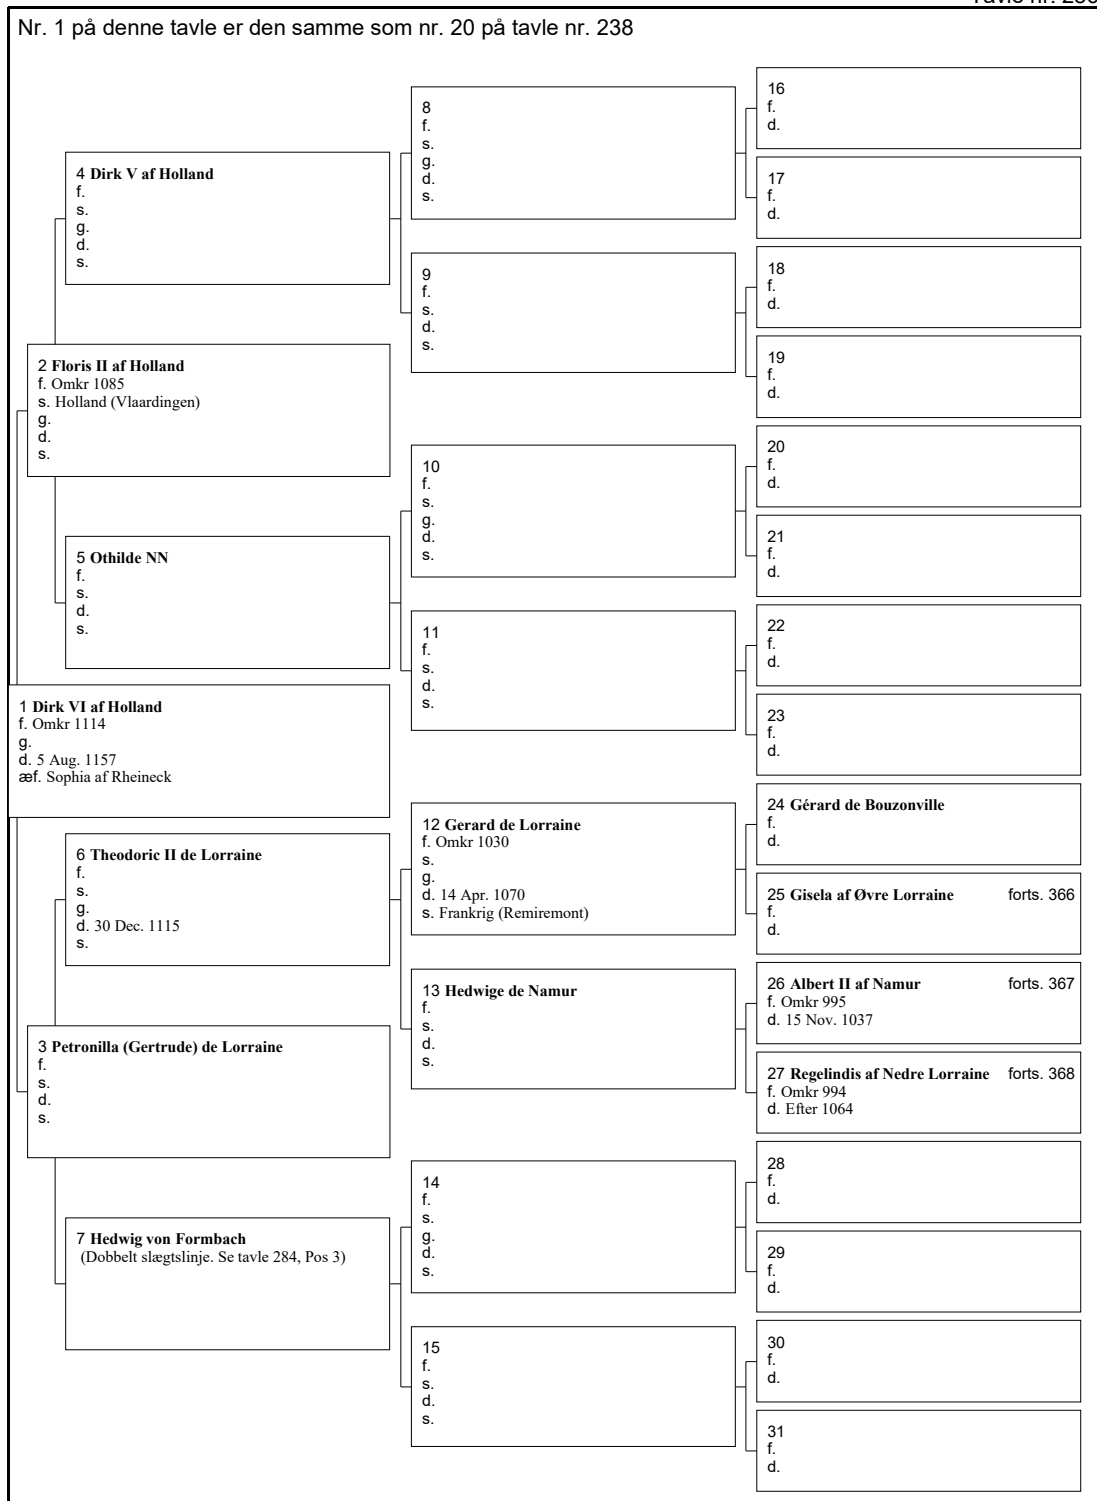 Nr. 1 på denne tavle er den samme som nr. 20 på tavle nr. 238
16
f.
d.
8
f.
s.
g.
d.
s.
17
f.
d.
4 Dirk V af Holland
f.
s.
g.
d.
s.
18
f.
d.
9
f.
s.
d.
s.
19
f.
d.
2 Floris II af Holland
f. Omkr 1085
s. Holland (Vlaardingen)
g.
d.
s.
20
f.
d.
10
f.
s.
g.
d.
s.
21
f.
d.
5 Othilde NN
f.
s.
d.
s.
22
f.
d.
11
f.
s.
d.
s.
23
f.
d.
1 Dirk VI af Holland
f. Omkr 1114
g.
d. 5 Aug. 1157
æf. Sophia af Rheineck
24 Gérard de Bouzonville
f.
d.
12 Gerard de Lorraine
f. Omkr 1030
s.
g.
d. 14 Apr. 1070
s. Frankrig (Remiremont)
25 Gisela af Øvre Lorraine forts. 366
f.
d.
6 Theodoric II de Lorraine
f.
s.
g.
d. 30 Dec. 1115
s.
26 Albert II af Namur forts. 367
f. Omkr 995
d. 15 Nov. 1037
13 Hedwige de Namur
f.
s.
d.
s.
27 Regelindis af Nedre Lorraine forts. 368
f. Omkr 994
d. Efter 1064
3 Petronilla (Gertrude) de Lorraine
f.
s.
d.
s.
28
f.
d.
14
f.
s.
g.
d.
s.
29
f.
d.
7 Hedwig von Formbach
(Dobbelt slægtslinje. Se tavle 284, Pos 3)
30
f.
d.
15
f.
s.
d.
s.
31
f.
d.